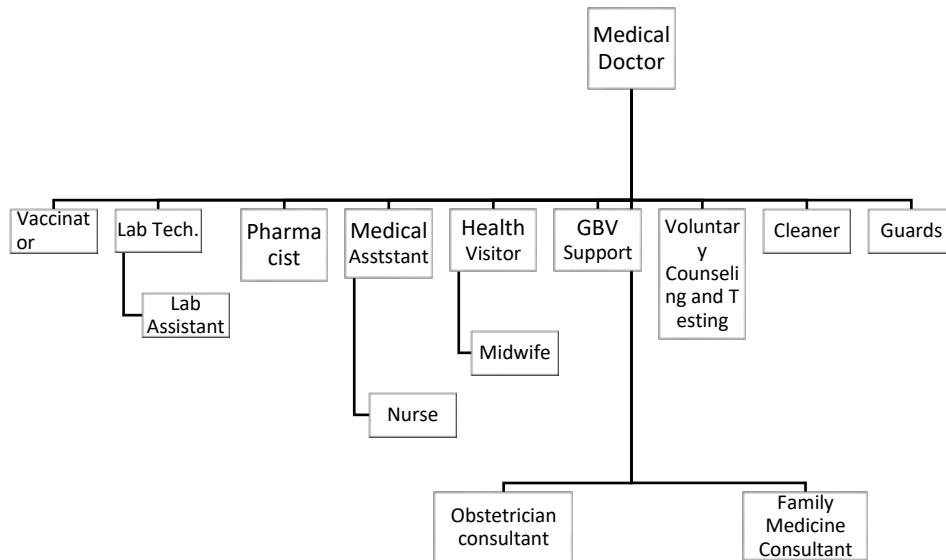 Medical
Doctor
Vaccinat
or
Lab Tech.
Pharma
cist
Medical
Asststant
Health
Visitor
GBV
Support
Voluntar
y
Counseli
ng and T
esting
Cleaner
Guards
Lab
Assistant
Midwife
Nurse
Obstetrician
consultant
Family
Medicine
Consultant